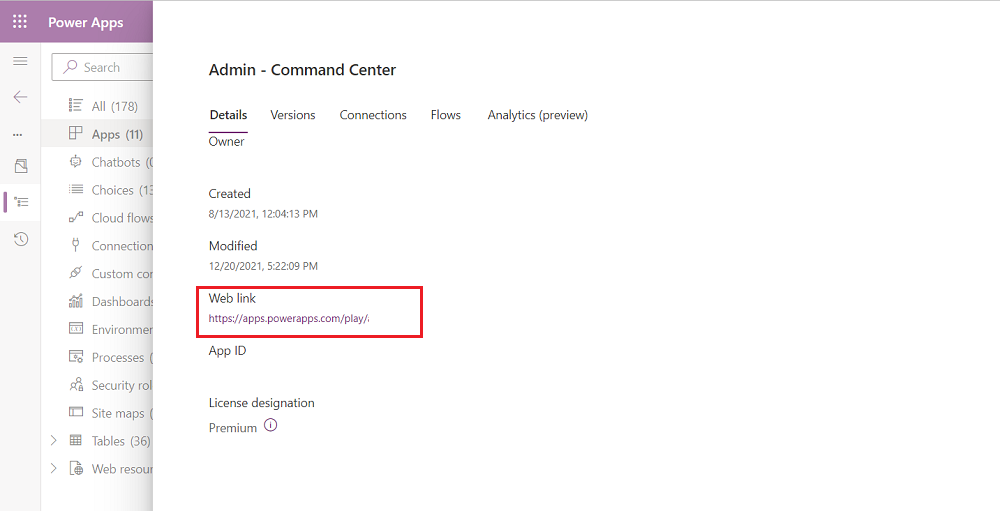 Power Apps
Search
All (178)
Apps (11)
Chatbots (
Choices (13
Cloud flows
Connection
Custom con
Dashboards
Environmen
Processes (
Security rol
Site maps (
Tables (36)
Web resour
Admin - Command Center
Details Versions Connections Flows Analytics (preview)
Owner
Created
8/13/2021, 12:04:13 PM
Modified
12/20/2021, 5:22:09 PM
Web link
https://apps.powerapps.com/play/
App ID
License designation
Premium